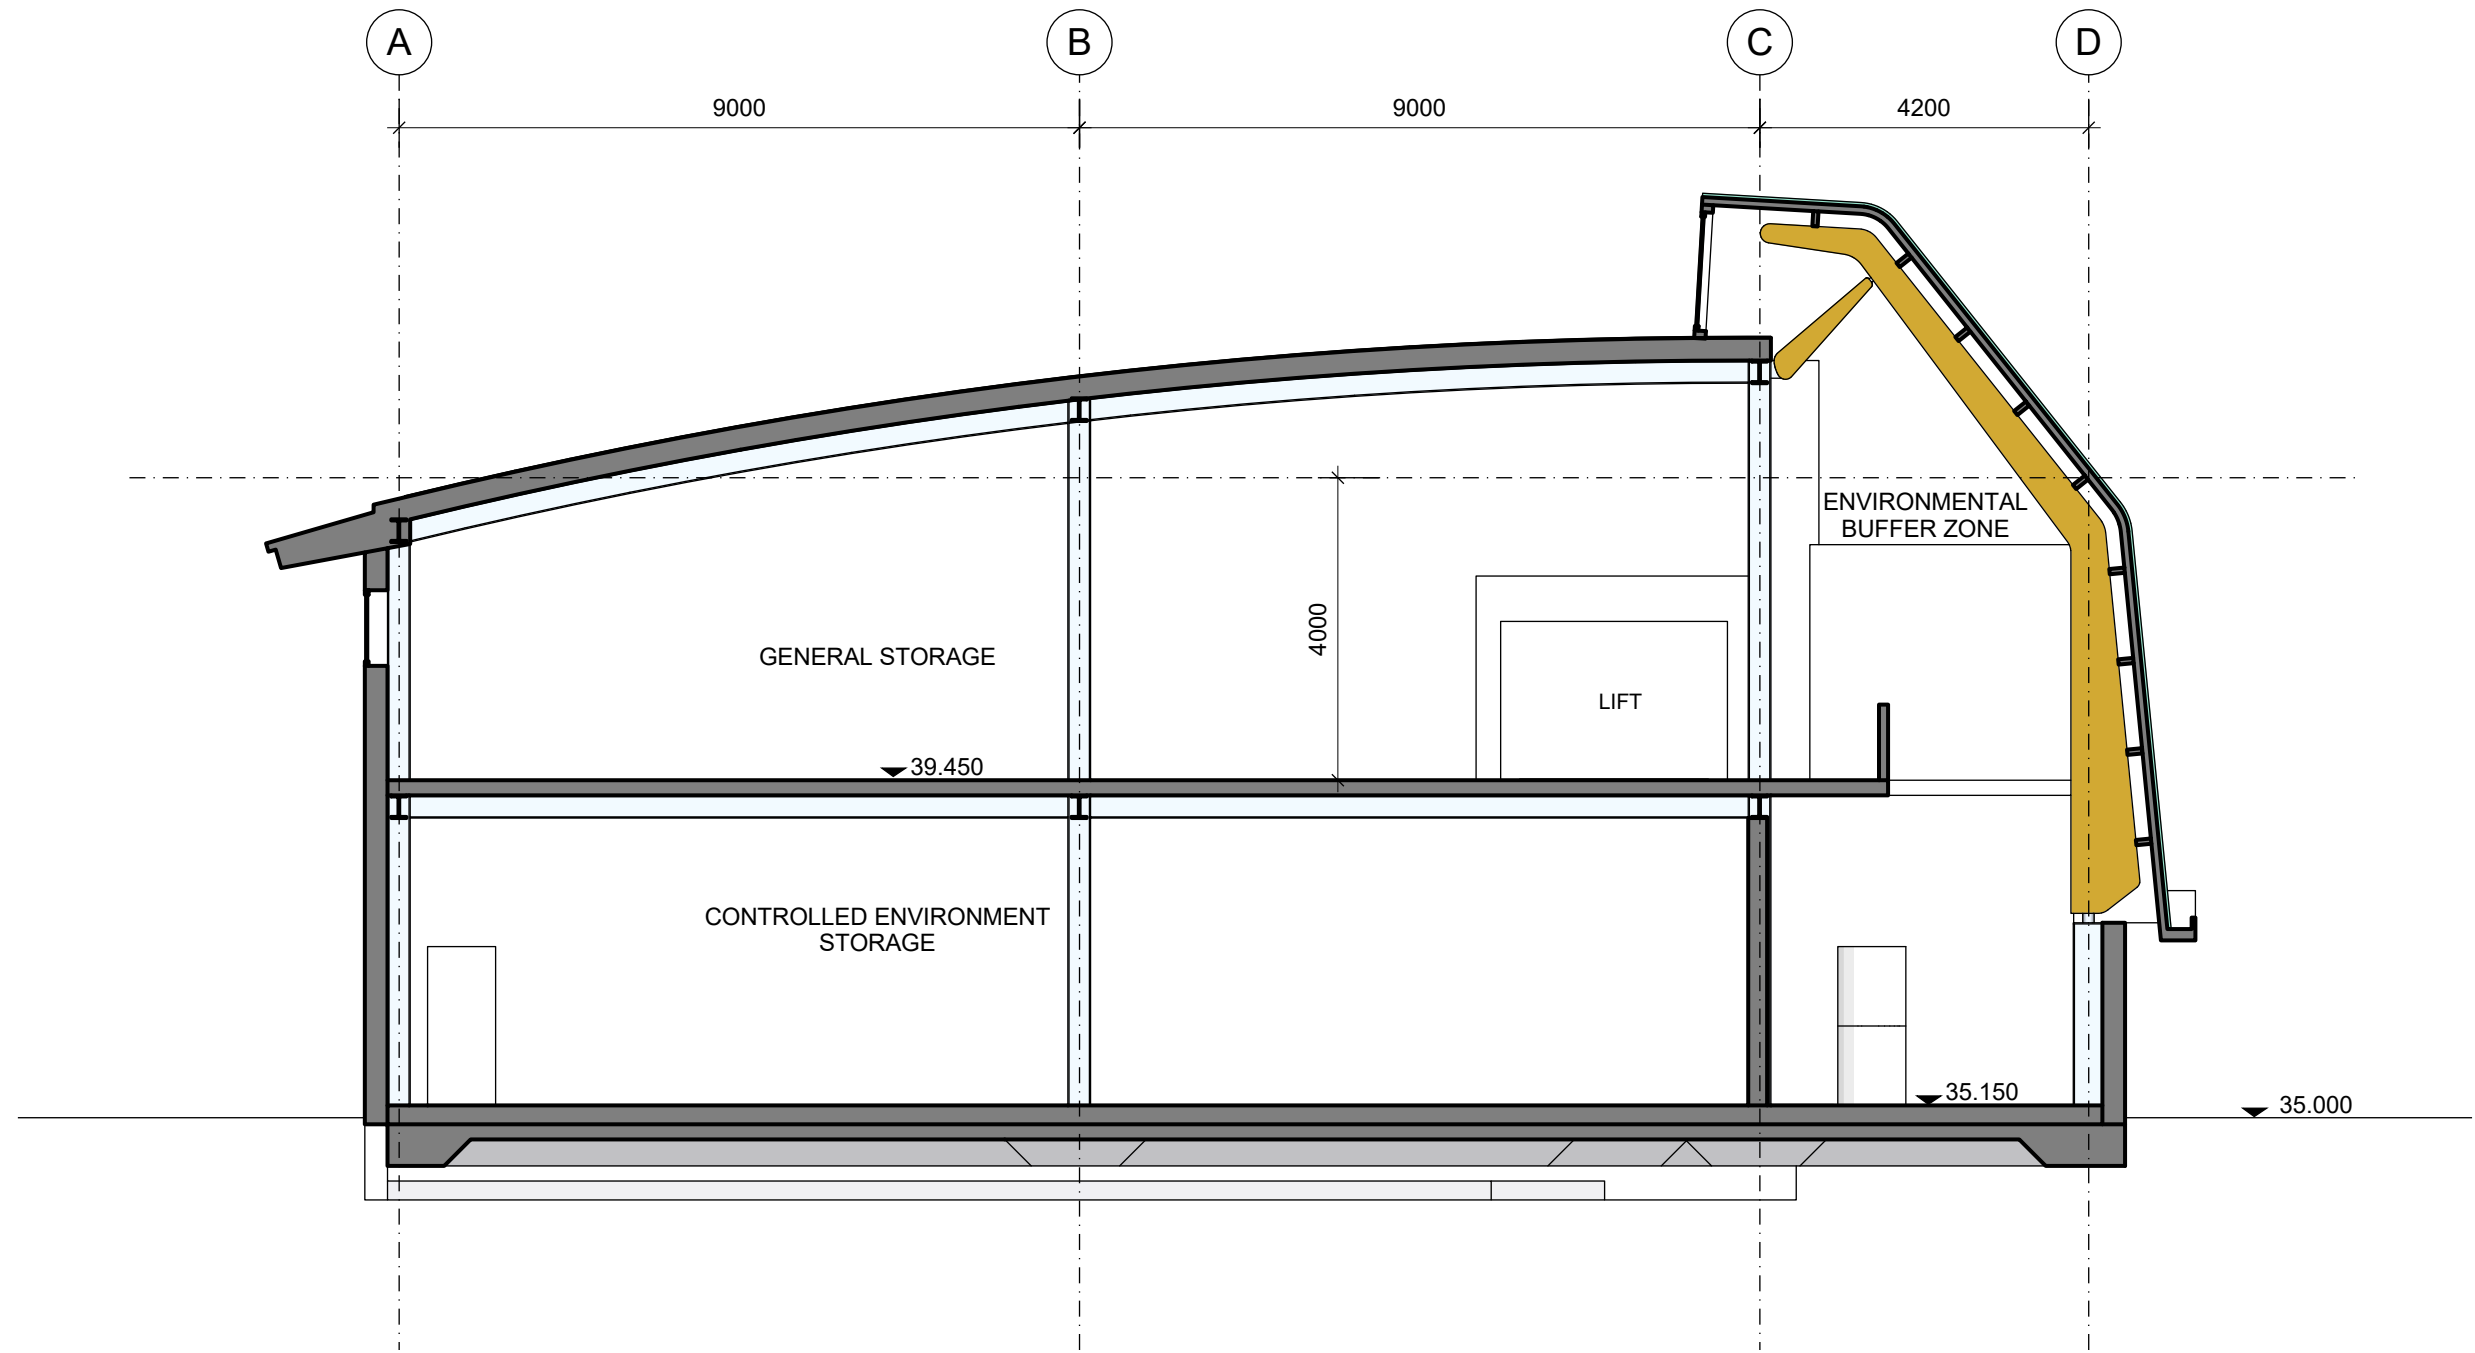 A
B
C
D
9000
9000
4200
ENVIRONMENTAL
BUFFER ZONE
4000
GENERAL STORAGE
LIFT
39.450
CONTROLLED ENVIRONMENT
STORAGE
35.150
35.000